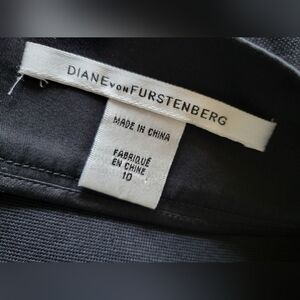 DIANE VON FURSTENBERG
MADE IN CHINA
FABRIQUÉ
EN CHINE
10